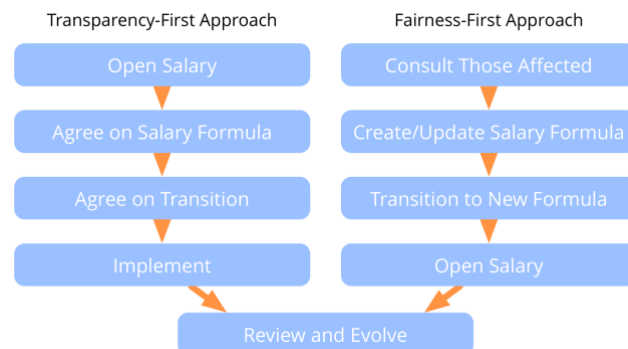 Transparency-First Approach
Open Salary
Agree on Salary Formula
Agree on Transition
Implement
Fairness-First Approach
Consult Those Affected
Create/Update Salary Formula
Transition to New Formula
Open Salary
Review and Evolve